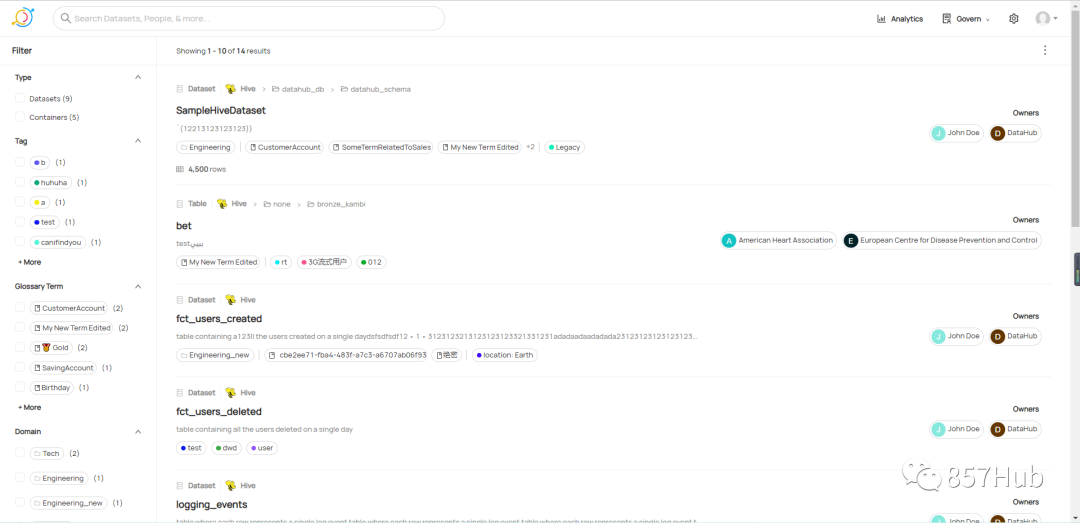 Search Datasets, People, & more...
Analytics
Govern
Filter
Showing 1 - 10 of 14 results
Type
Datasets (9)
Containers (5)
Tag
b (1)
huhuha (1)
a (1)
test (1)
canifindyou (1)
+ More
Glossary Term
CustomerAccount (2)
My New Term Edited (2)
Gold (2)
SavingAccount (1)
Birthday (1)
+ More
Domain
Tech (2)
Engineering (1)
Engineering_new (1)
Dataset Hive > datahub_db > datahub_schema
SampleHiveDataset
`(12213123123123))
Engineering CustomerAccount SomeTermRelatedToSales My New Term Edited +2 Legacy
4,500 rows
Owners
J John Doe D DataHub
Table Hive > none > bronze_kambi
bet
test
My New Term Edited rt 3G流式用户 012
Owners
A American Heart Association E European Centre for Disease Prevention and Control
Dataset Hive
fct_users_created
table containing a123ll the users created on a single daydsfsdfsdf12 • 1 •
Engineering_new cbe2ee71-fba4-483f-a7c3-a6707ab06f93 绝密 location: Earth
Owners
J John Doe D DataHub
Dataset Hive
fct_users_deleted
table containing all the users deleted on a single day
test dwd user
Owners
J John Doe D DataHub
Dataset Hive
logging_events
Owners
John Doe DataHub
857Hub